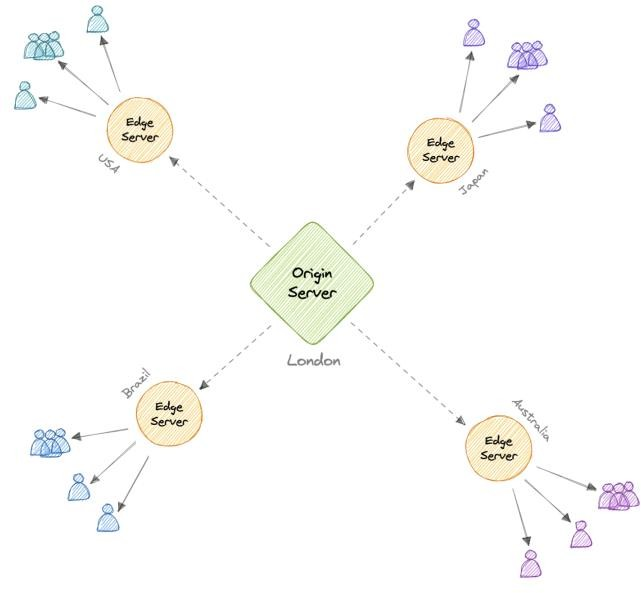 Edge
Server
USA
Edge
Server
Japan
Origin
Server
London
Brazil
Edge
Server
Australia
Edge
Server